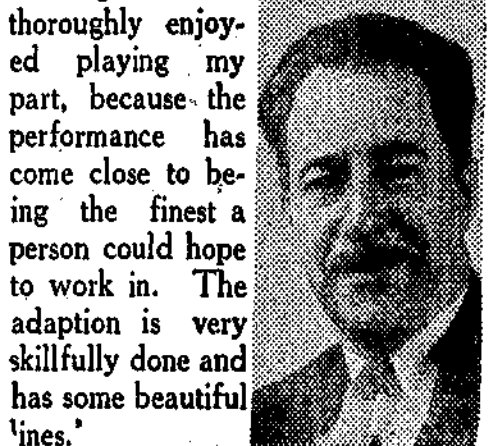 thoroughly enjoy-
ed playing my
part, because the
performance has
come close to be-
ing the finest a
person could hope
to work in. The
adaption is very
skillfully done and
has some beautiful
lines.'